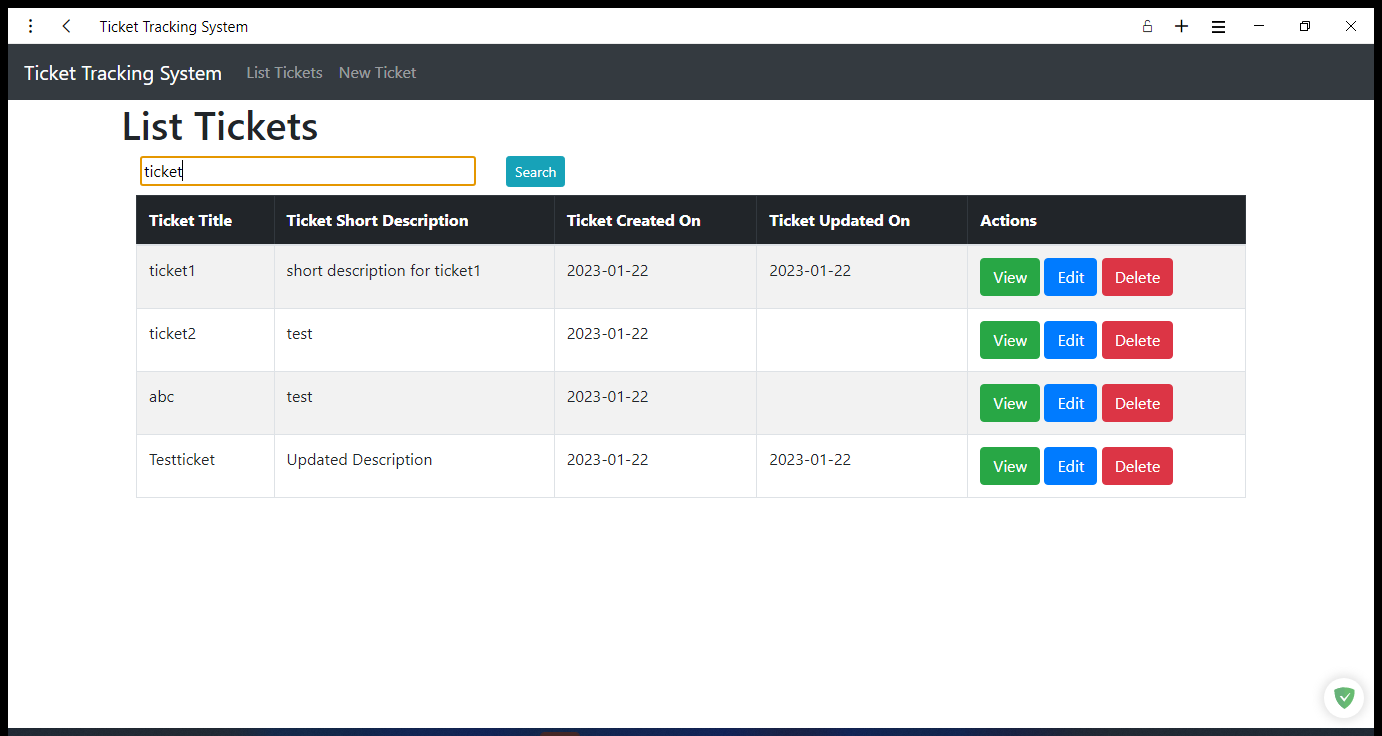 Ticket Tracking System
Ticket Tracking System List Tickets New Ticket
List Tickets
ticket Search
Ticket Title Ticket Short Description Ticket Created On Ticket Updated On Actions
ticket1 short description for ticket1 2023-01-22 2023-01-22 View Edit Delete
ticket2 test 2023-01-22 View Edit Delete
abc test 2023-01-22 View Edit Delete
Testticket Updated Description 2023-01-22 2023-01-22 View Edit Delete